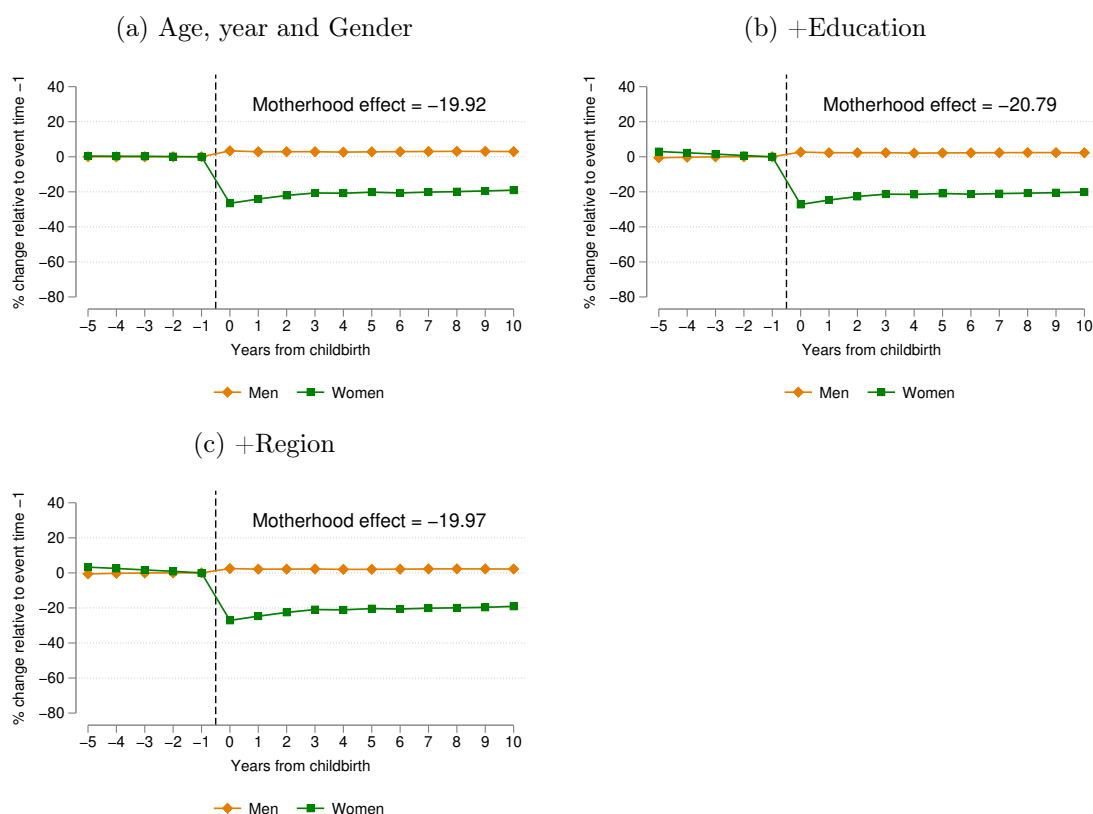 (a) Age, year and Gender
% change relative to event time −1
40
20
0
−20
−40
−60
−80
Motherhood effect = −19.92
−5 −4 −3 −2 −1 0 1 2 3 4 5 6 7 8 9 10
Years from childbirth
Men Women
(b) +Education
% change relative to event time −1
40
20
0
−20
−40
−60
−80
Motherhood effect = −20.79
−5 −4 −3 −2 −1 0 1 2 3 4 5 6 7 8 9 10
Years from childbirth
Men Women
(c) +Region
% change relative to event time −1
40
20
0
−20
−40
−60
−80
Motherhood effect = −19.97
−5 −4 −3 −2 −1 0 1 2 3 4 5 6 7 8 9 10
Years from childbirth
Men Women